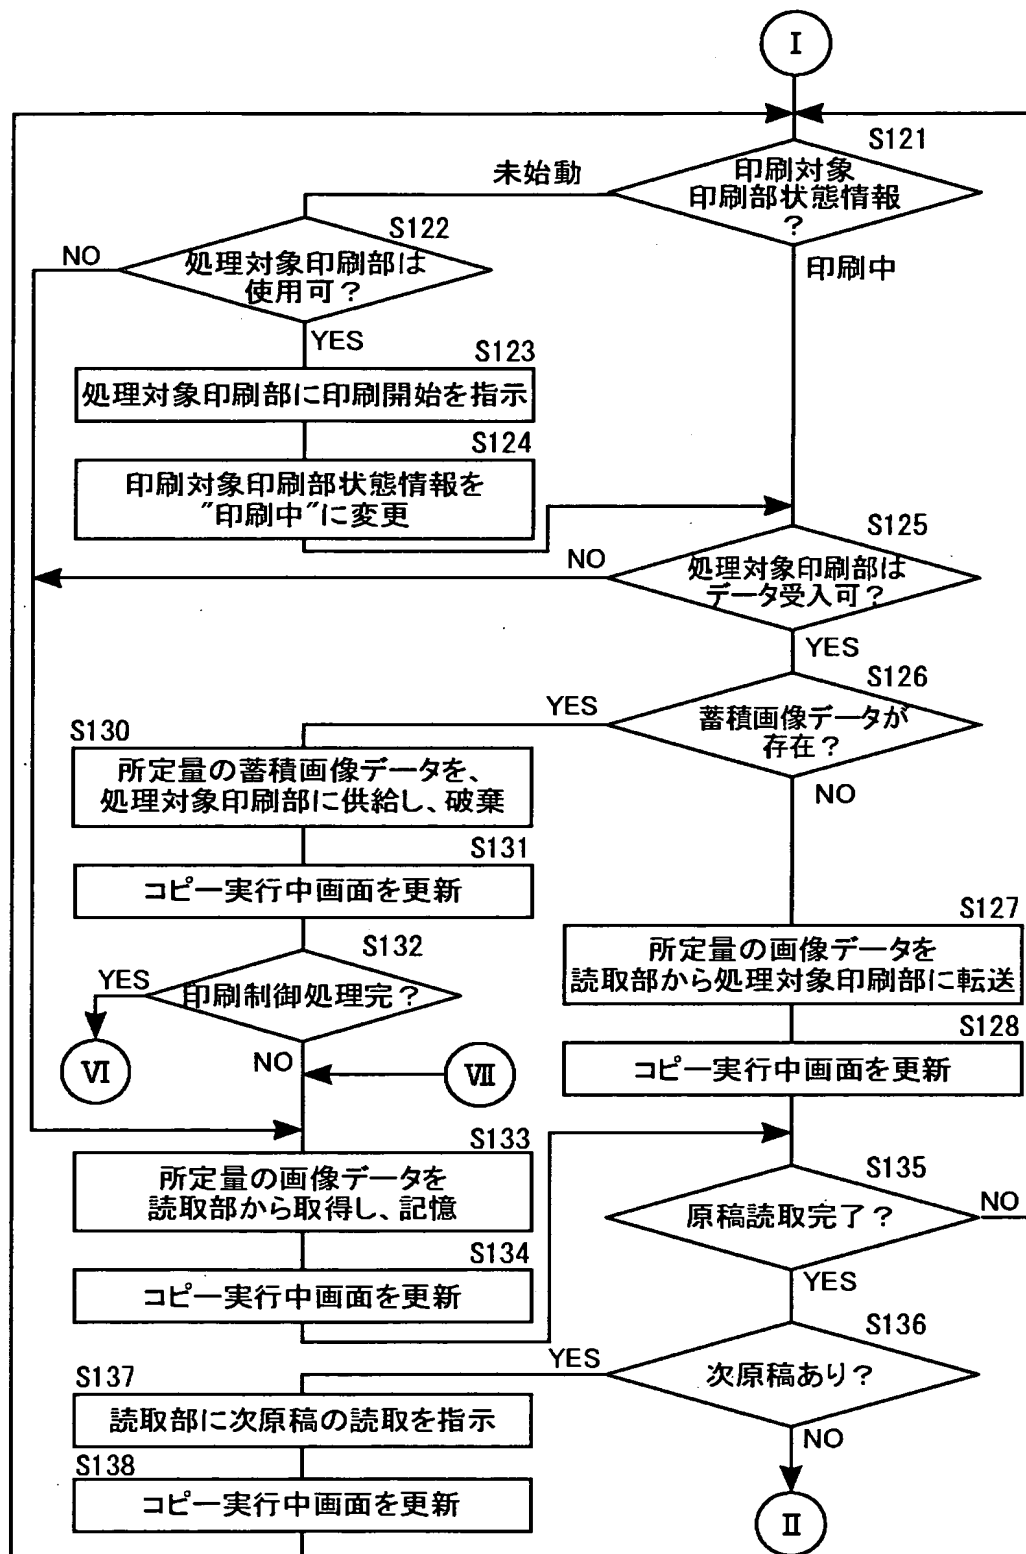 I
S121
印刷対象
印刷部状態情報
?
未始動
印刷中
S122
処理対象印刷部は
使用可?
NO
YES
S123
処理対象印刷部に印刷開始を指示
S124
印刷対象印刷部状態情報を
"印刷中"に変更
S125
処理対象印刷部は
データ受入可?
NO
YES
S126
蓄積画像データが
存在?
YES
NO
S130
所定量の蓄積画像データを、
処理対象印刷部に供給し、破棄
S131
コピー実行中画面を更新
S127
所定量の画像データを
読取部から処理対象印刷部に転送
S132
印刷制御処理完?
YES
NO
S128
コピー実行中画面を更新
VI
VII
S133
所定量の画像データを
読取部から取得し、記憶
S134
コピー実行中画面を更新
S135
原稿読取完了?
NO
YES
S136
次原稿あり?
YES
NO
S137
読取部に次原稿の読取を指示
S138
コピー実行中画面を更新
II